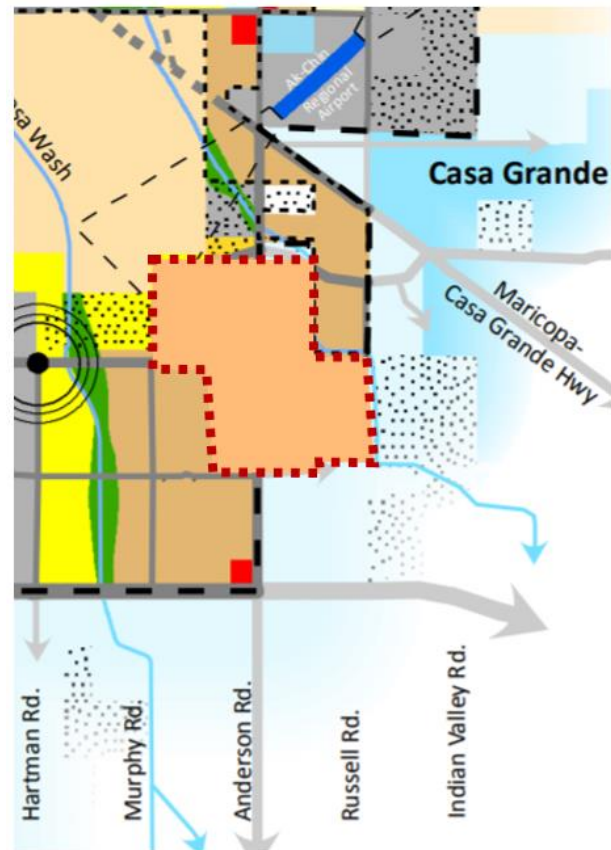 Ak-Chin
Regional
Airport
Wash
Casa Grande
Maricopa-
Casa Grande Hwy
Hartman Rd.
Murphy Rd.
Anderson Rd.
Russell Rd.
Indian Valley Rd.